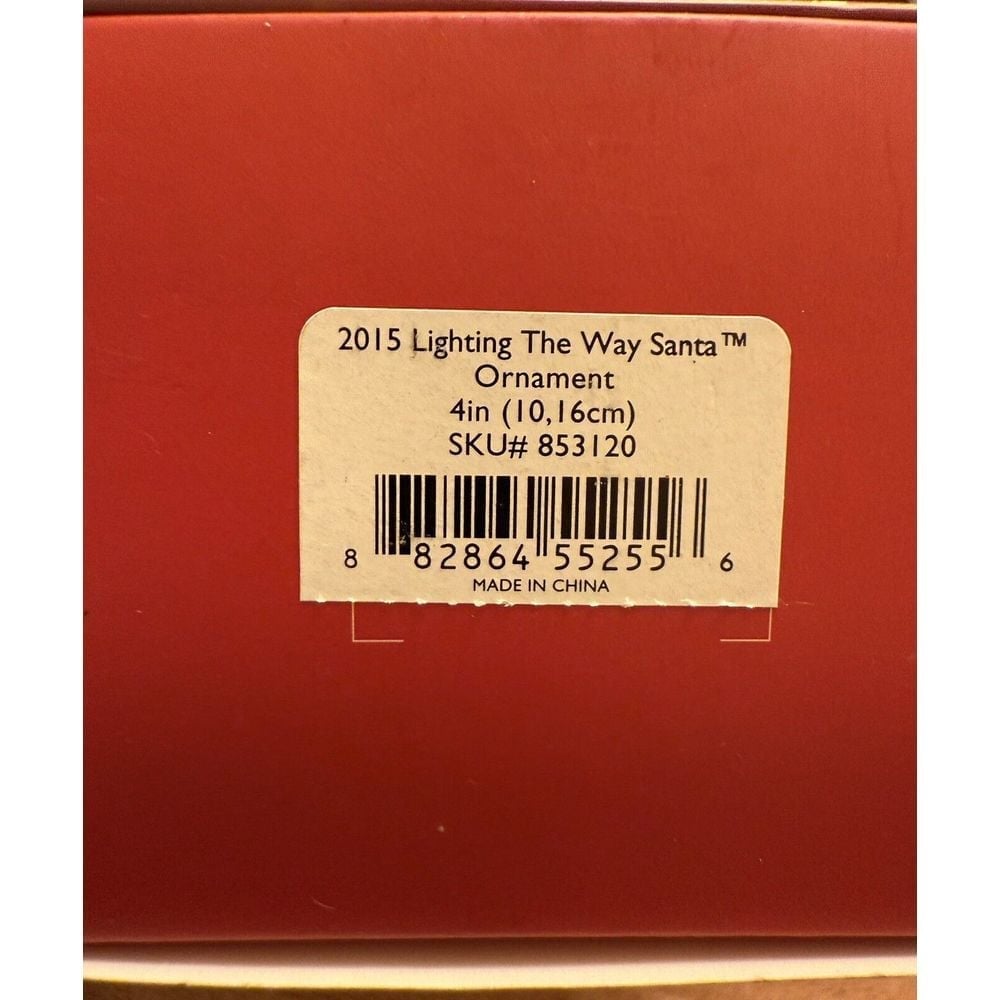 2015 Lighting The Way Santa™
Ornament
4in (10,16cm)
SKU# 853120
8 82864 55255 6
MADE IN CHINA